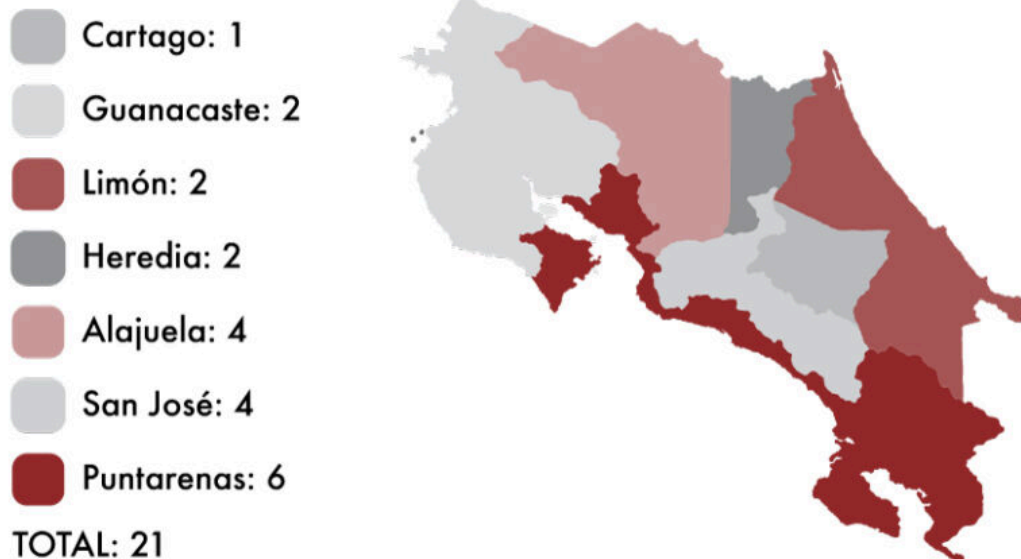 Cartago: 1
Guanacaste: 2
Limón: 2
Heredia: 2
Alajuela: 4
San José: 4
Puntarenas: 6
TOTAL: 21